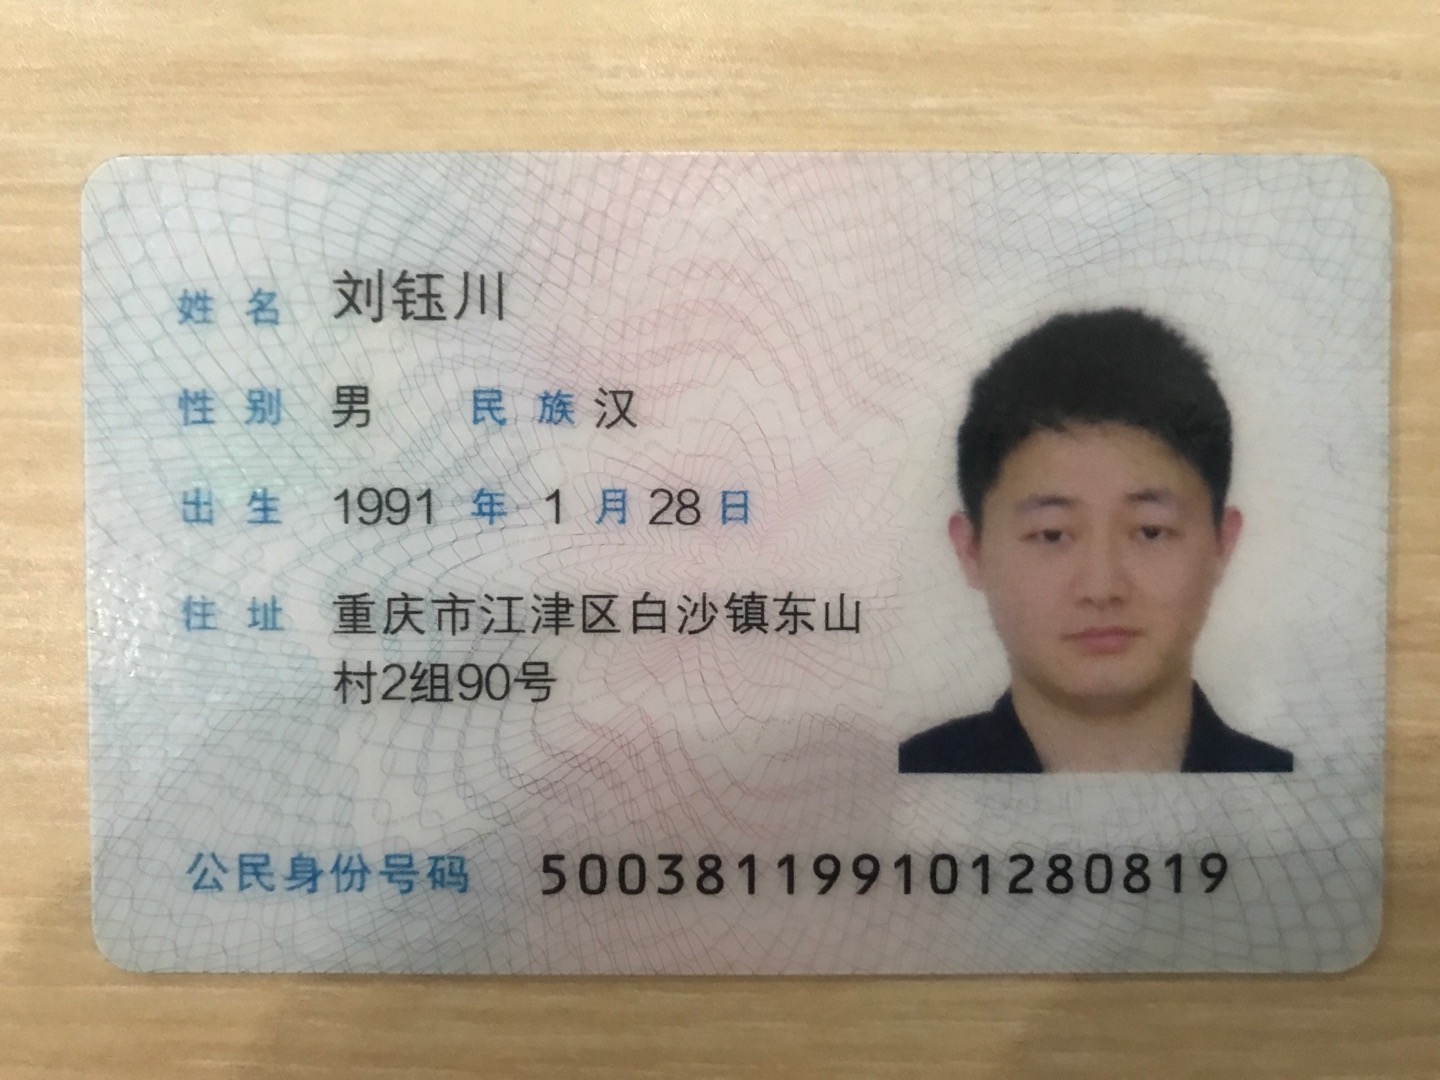 姓名 刘钰川
性别 男 民族 汉
出生 1991 年 1 月 28 日
住址 重庆市江津区白沙镇东山
村2组90号
公民身份号码 500381199101280819